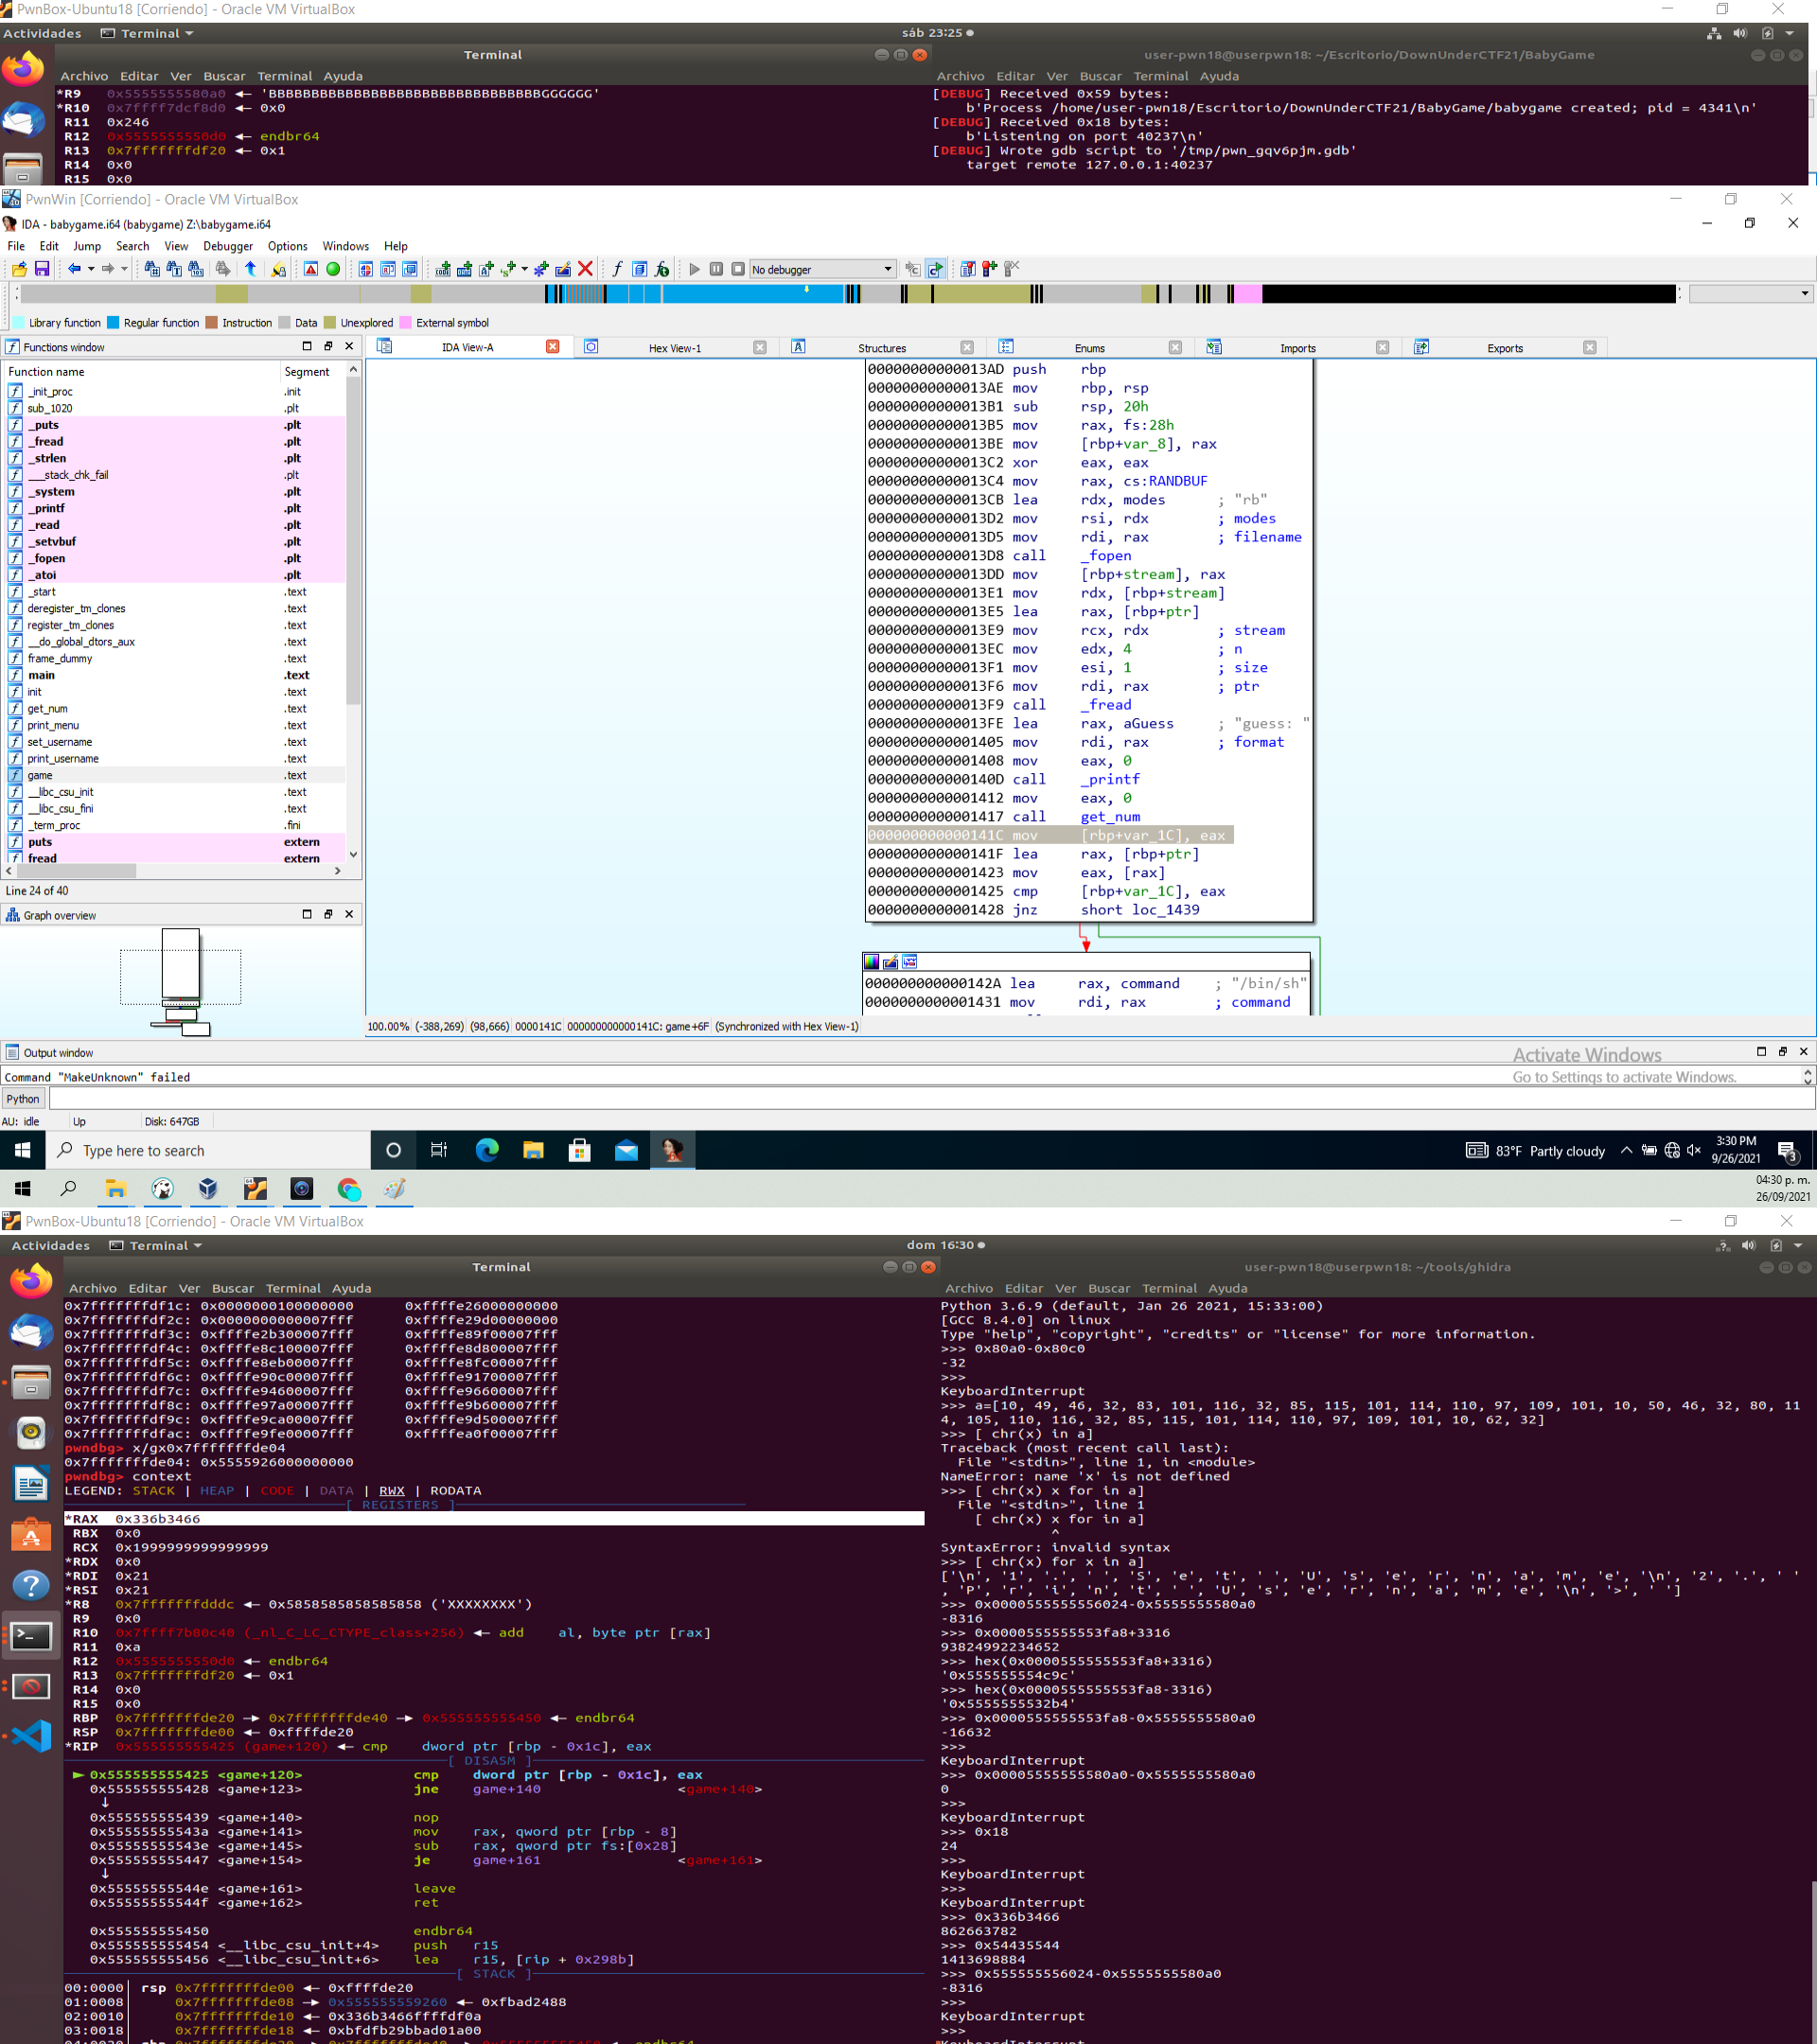 PwnBox-Ubuntu18 [Corriendo] - Oracle VM VirtualBox
Actividades Terminal sáb 23:25
Terminal
Archivo Editar Ver Buscar Terminal Ayuda
*R9 0x5555555580a0 ◂— 'BBBBBBBBBBBBBBBBBBBBBBBBBBBBBBBBGGGGGG'
*R10 0x7ffff7dcf8d0 ◂— 0x0
R11 0x246
R12 0x5555555550d0 ◂— endbr64
R13 0x7fffffffdf20 ◂— 0x1
R14 0x0
R15 0x0
user-pwn18@userpwn18: ~/Escritorio/DownUnderCTF21/BabyGame
Archivo Editar Ver Buscar Terminal Ayuda
[DEBUG] Received 0x59 bytes:
b'Process /home/user-pwn18/Escritorio/DownUnderCTF21/BabyGame/babygame created; pid = 4341\n'
[DEBUG] Received 0x18 bytes:
b'Listening on port 40237\n'
[DEBUG] Wrote gdb script to '/tmp/pwn_gqv6pjm.gdb'
target remote 127.0.0.1:40237
PwnWin [Corriendo] - Oracle VM VirtualBox
IDA - babygame.i64 (babygame) Z:\babygame.i64
File Edit Jump Search View Debugger Options Windows Help
No debugger
Library function Regular function Instruction Data Unexplored External symbol
Functions window
Function name Segment
_init_proc .init
sub_1020 .plt
_puts .plt
_fread .plt
_strlen .plt
___stack_chk_fail .plt
_system .plt
_printf .plt
_read .plt
_setvbuf .plt
_fopen .plt
_atoi .plt
_start .text
deregister_tm_clones .text
register_tm_clones .text
__do_global_dtors_aux .text
frame_dummy .text
main .text
init .text
get_num .text
print_menu .text
set_username .text
print_username .text
game .text
__libc_csu_init .text
__libc_csu_fini .text
_term_proc .fini
puts extern
fread extern
Line 24 of 40
Graph overview
IDA View-A Hex View-1 Structures Enums Imports Exports
00000000000013AD push rbp
00000000000013AE mov rbp, rsp
00000000000013B1 sub rsp, 20h
00000000000013B5 mov rax, fs:28h
00000000000013BE mov [rbp+var_8], rax
00000000000013C2 xor eax, eax
00000000000013C4 mov rax, cs:RANDBUF
00000000000013CB lea rdx, modes ; "rb"
00000000000013D2 mov rsi, rdx ; modes
00000000000013D5 mov rdi, rax ; filename
00000000000013D8 call _fopen
00000000000013DD mov [rbp+stream], rax
00000000000013E1 mov rdx, [rbp+stream]
00000000000013E5 lea rax, [rbp+ptr]
00000000000013E9 mov rcx, rdx ; stream
00000000000013EC mov edx, 4 ; n
00000000000013F1 mov esi, 1 ; size
00000000000013F6 mov rdi, rax ; ptr
00000000000013F9 call _fread
00000000000013FE lea rax, aGuess ; "guess: "
0000000000001405 mov rdi, rax ; format
0000000000001408 mov eax, 0
000000000000140D call _printf
0000000000001412 mov eax, 0
0000000000001417 call get_num
000000000000141C mov [rbp+var_1C], eax
000000000000141F lea rax, [rbp+ptr]
0000000000001423 mov eax, [rax]
0000000000001425 cmp [rbp+var_1C], eax
0000000000001428 jnz short loc_1439
000000000000142A lea rax, command ; "/bin/sh"
0000000000001431 mov rdi, rax ; command
100.00% (-388,269) (98,666) 0000141C 000000000000141C: game+6F (Synchronized with Hex View-1)
Output window
Command "MakeUnknown" failed
Python
AU: idle Up Disk: 647GB
Activate Windows
Go to Settings to activate Windows.
Type here to search
83°F Partly cloudy
3:30 PM
9/26/2021
3
04:30 p. m.
26/09/2021
PwnBox-Ubuntu18 [Corriendo] - Oracle VM VirtualBox
Actividades Terminal dom 16:30
Terminal
Archivo Editar Ver Buscar Terminal Ayuda
0x7fffffffdf1c: 0x0000000100000000 0xffffe26000000000
0x7fffffffdf2c: 0x0000000000007fff 0xffffe29d00000000
0x7fffffffdf3c: 0xffffe2b300007fff 0xffffe89f00007fff
0x7fffffffdf4c: 0xffffe8c100007fff 0xffffe8d800007fff
0x7fffffffdf5c: 0xffffe8eb00007fff 0xffffe8fc00007fff
0x7fffffffdf6c: 0xffffe90c00007fff 0xffffe91700007fff
0x7fffffffdf7c: 0xffffe94600007fff 0xffffe96600007fff
0x7fffffffdf8c: 0xffffe97a00007fff 0xffffe9b600007fff
0x7fffffffdf9c: 0xffffe9ca00007fff 0xffffe9d500007fff
0x7fffffffdfac: 0xffffe9fe00007fff 0xffffea0f00007fff
pwndbg> x/gx0x7fffffffde04
0x7fffffffde04: 0x5555926000000000
pwndbg> context
LEGEND: STACK | HEAP | CODE | DATA | RWX | RODATA
[ REGISTERS ]
*RAX 0x336b3466
RBX 0x0
RCX 0x1999999999999999
*RDX 0x0
*RDI 0x21
*RSI 0x21
*R8 0x7fffffffdddc ◂— 0x5858585858585858 ('XXXXXXXX')
R9 0x0
R10 0x7ffff7b80c40 (_nl_C_LC_CTYPE_class+256) ◂— add al, byte ptr [rax]
R11 0xa
R12 0x5555555550d0 ◂— endbr64
R13 0x7fffffffdf20 ◂— 0x1
R14 0x0
R15 0x0
RBP 0x7fffffffde20 —▸ 0x7fffffffde40 —▸ 0x555555555450 ◂— endbr64
RSP 0x7fffffffde00 ◂— 0xffffde20
*RIP 0x555555555425 (game+120) ◂— cmp dword ptr [rbp - 0x1c], eax
[ DISASM ]
► 0x555555555425 <game+120> cmp dword ptr [rbp - 0x1c], eax
0x555555555428 <game+123> jne game+140 <game+140>
↓
0x555555555439 <game+140> nop
0x55555555543a <game+141> mov rax, qword ptr [rbp - 8]
0x55555555543e <game+145> sub rax, qword ptr fs:[0x28]
0x555555555447 <game+154> je game+161 <game+161>
↓
0x55555555544e <game+161> leave
0x55555555544f <game+162> ret
0x555555555450 endbr64
0x555555555454 <__libc_csu_init+4> push r15
0x555555555456 <__libc_csu_init+6> lea r15, [rip + 0x298b]
[ STACK ]
00:0000│ rsp 0x7fffffffde00 ◂— 0xffffde20
01:0008│ 0x7fffffffde08 —▸ 0x555555559260 ◂— 0xfbad2488
02:0010│ 0x7fffffffde10 ◂— 0x336b3466ffffdf0a
03:0018│ 0x7fffffffde18 ◂— 0xbfdfb29bbad01a00
user-pwn18@userpwn18: ~/tools/ghidra
Archivo Editar Ver Buscar Terminal Ayuda
Python 3.6.9 (default, Jan 26 2021, 15:33:00)
[GCC 8.4.0] on linux
Type "help", "copyright", "credits" or "license" for more information.
>>> 0x80a0-0x80c0
-32
>>>
KeyboardInterrupt
>>> a=[10, 49, 46, 32, 83, 101, 116, 32, 85, 115, 101, 114, 110, 97, 109, 101, 10, 50, 46, 32, 80, 11
4, 105, 110, 116, 32, 85, 115, 101, 114, 110, 97, 109, 101, 10, 62, 32]
>>> [ chr(x) in a]
Traceback (most recent call last):
File "<stdin>", line 1, in <module>
NameError: name 'x' is not defined
>>> [ chr(x) x for in a]
File "<stdin>", line 1
[ chr(x) x for in a]
^
SyntaxError: invalid syntax
>>> [ chr(x) for x in a]
['\n', '1', '.', ' ', 'S', 'e', 't', ' ', 'U', 's', 'e', 'r', 'n', 'a', 'm', 'e', '\n', '2', '.', ' '
, 'P', 'r', 'i', 'n', 't', ' ', 'U', 's', 'e', 'r', 'n', 'a', 'm', 'e', '\n', '>', ' ']
>>> 0x0000555555556024-0x5555555580a0
-8316
>>> 0x0000555555553fa8+3316
93824992234652
>>> hex(0x0000555555553fa8+3316)
'0x555555554c9c'
>>> hex(0x0000555555553fa8-3316)
'0x5555555532b4'
>>> 0x0000555555553fa8-0x5555555580a0
-16632
>>>
KeyboardInterrupt
>>> 0x00005555555580a0-0x5555555580a0
0
>>>
KeyboardInterrupt
>>> 0x18
24
>>>
KeyboardInterrupt
>>>
KeyboardInterrupt
>>> 0x336b3466
862663782
>>> 0x54435544
1413698884
>>> 0x555555556024-0x5555555580a0
-8316
>>>
KeyboardInterrupt
>>>